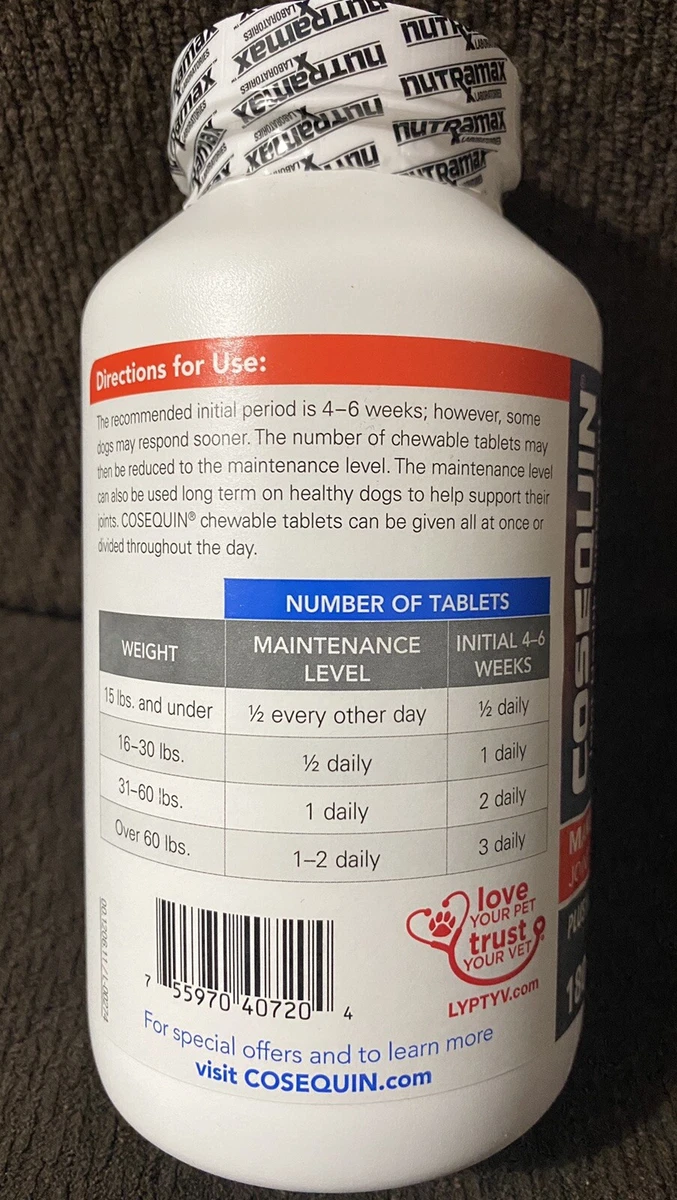 nutramax
LABORATORIES
nutramax
LABORATORIES
nutramax
LABORATORIES
Directions for Use:
The recommended initial period is 4–6 weeks; however, some
dogs may respond sooner. The number of chewable tablets may
then be reduced to the maintenance level. The maintenance level
can also be used long term on healthy dogs to help support their
joints. COSEQUIN® chewable tablets can be given all at once or
divided throughout the day.
NUMBER OF TABLETS
WEIGHT MAINTENANCE LEVEL INITIAL 4–6 WEEKS
15 lbs. and under ½ every other day ½ daily
16–30 lbs. ½ daily 1 daily
31–60 lbs. 1 daily 2 daily
Over 60 lbs. 1–2 daily 3 daily
7 55970 40720 4
love
YOUR PET
trust
YOUR VET
LYPTYV.com
For special offers and to learn more
visit COSEQUIN.com
COSEQUIN